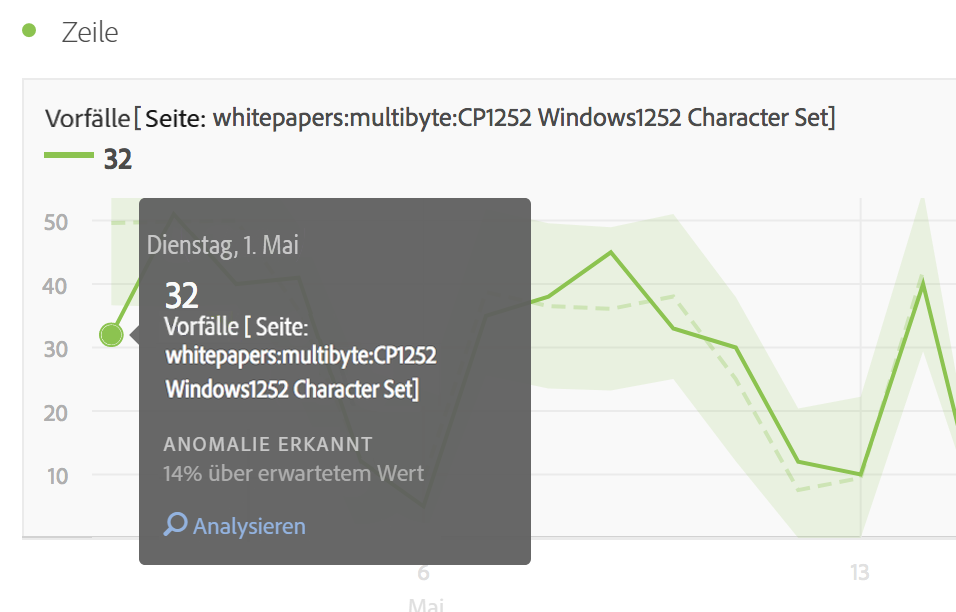 Zeile
Vorfälle [ Seite: whitepapers:multibyte:CP1252 Windows1252 Character Set]
32
50
40
30
20
10
Dienstag, 1. Mai
32
Vorfälle [ Seite:
whitepapers:multibyte:CP1252
Windows1252 Character Set]
ANOMALIE ERKANNT
14% über erwartetem Wert
Analysieren
6
13
Mai